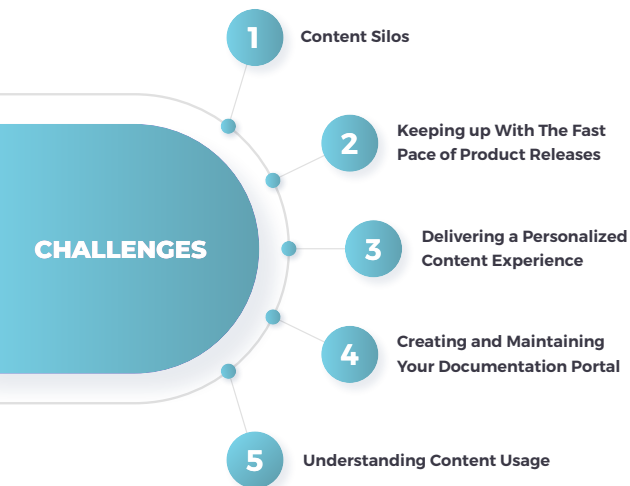 CHALLENGES
1
Content Silos
2
Keeping up With The Fast
Pace of Product Releases
3
Delivering a Personalized
Content Experience
4
Creating and Maintaining
Your Documentation Portal
5
Understanding Content Usage